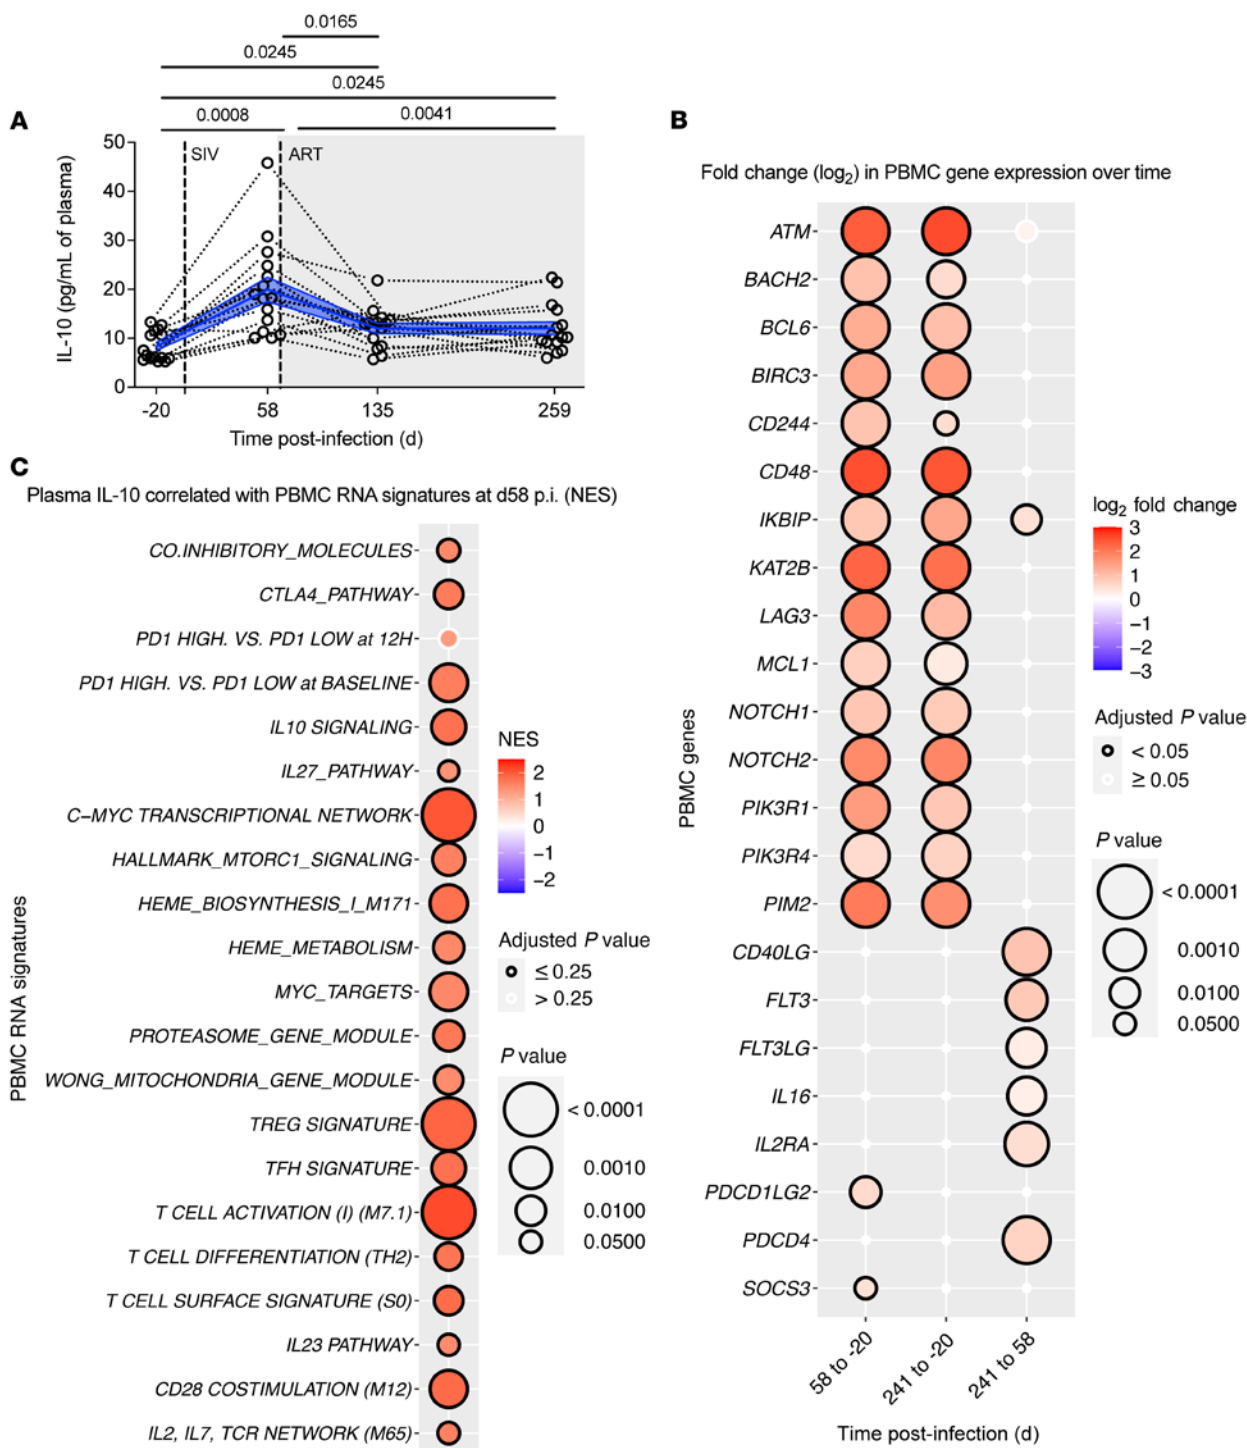 0.0165
0.0245
0.0245
0.0008
0.0041
A
SIV
ART
IL-10 (pg/mL of plasma)
50
40
30
20
10
0
-20
58
135
259
Time post-infection (d)
B
Fold change (log2) in PBMC gene expression over time
PBMC genes
ATM
BACH2
BCL6
BIRC3
CD244
CD48
IKBIP
KAT2B
LAG3
MCL1
NOTCH1
NOTCH2
PIK3R1
PIK3R4
PIM2
CD40LG
FLT3
FLT3LG
IL16
IL2RA
PDCD1LG2
PDCD4
SOCS3
58 to -20
241 to -20
241 to 58
Time post-infection (d)
log2 fold change
3
2
1
0
−1
−2
−3
Adjusted P value
< 0.05
≥ 0.05
P value
< 0.0001
0.0010
0.0100
0.0500
C
Plasma IL-10 correlated with PBMC RNA signatures at d58 p.i. (NES)
PBMC RNA signatures
CO.INHIBITORY_MOLECULES
CTLA4_PATHWAY
PD1 HIGH. VS. PD1 LOW at 12H
PD1 HIGH. VS. PD1 LOW at BASELINE
IL10 SIGNALING
IL27_PATHWAY
C−MYC TRANSCRIPTIONAL NETWORK
HALLMARK_MTORC1_SIGNALING
HEME_BIOSYNTHESIS_I_M171
HEME_METABOLISM
MYC_TARGETS
PROTEASOME_GENE_MODULE
WONG_MITOCHONDRIA_GENE_MODULE
TREG SIGNATURE
TFH SIGNATURE
T CELL ACTIVATION (I) (M7.1)
T CELL DIFFERENTIATION (TH2)
T CELL SURFACE SIGNATURE (S0)
IL23 PATHWAY
CD28 COSTIMULATION (M12)
IL2, IL7, TCR NETWORK (M65)
NES
2
1
0
−1
−2
Adjusted P value
≤ 0.25
> 0.25
P value
< 0.0001
0.0010
0.0100
0.0500